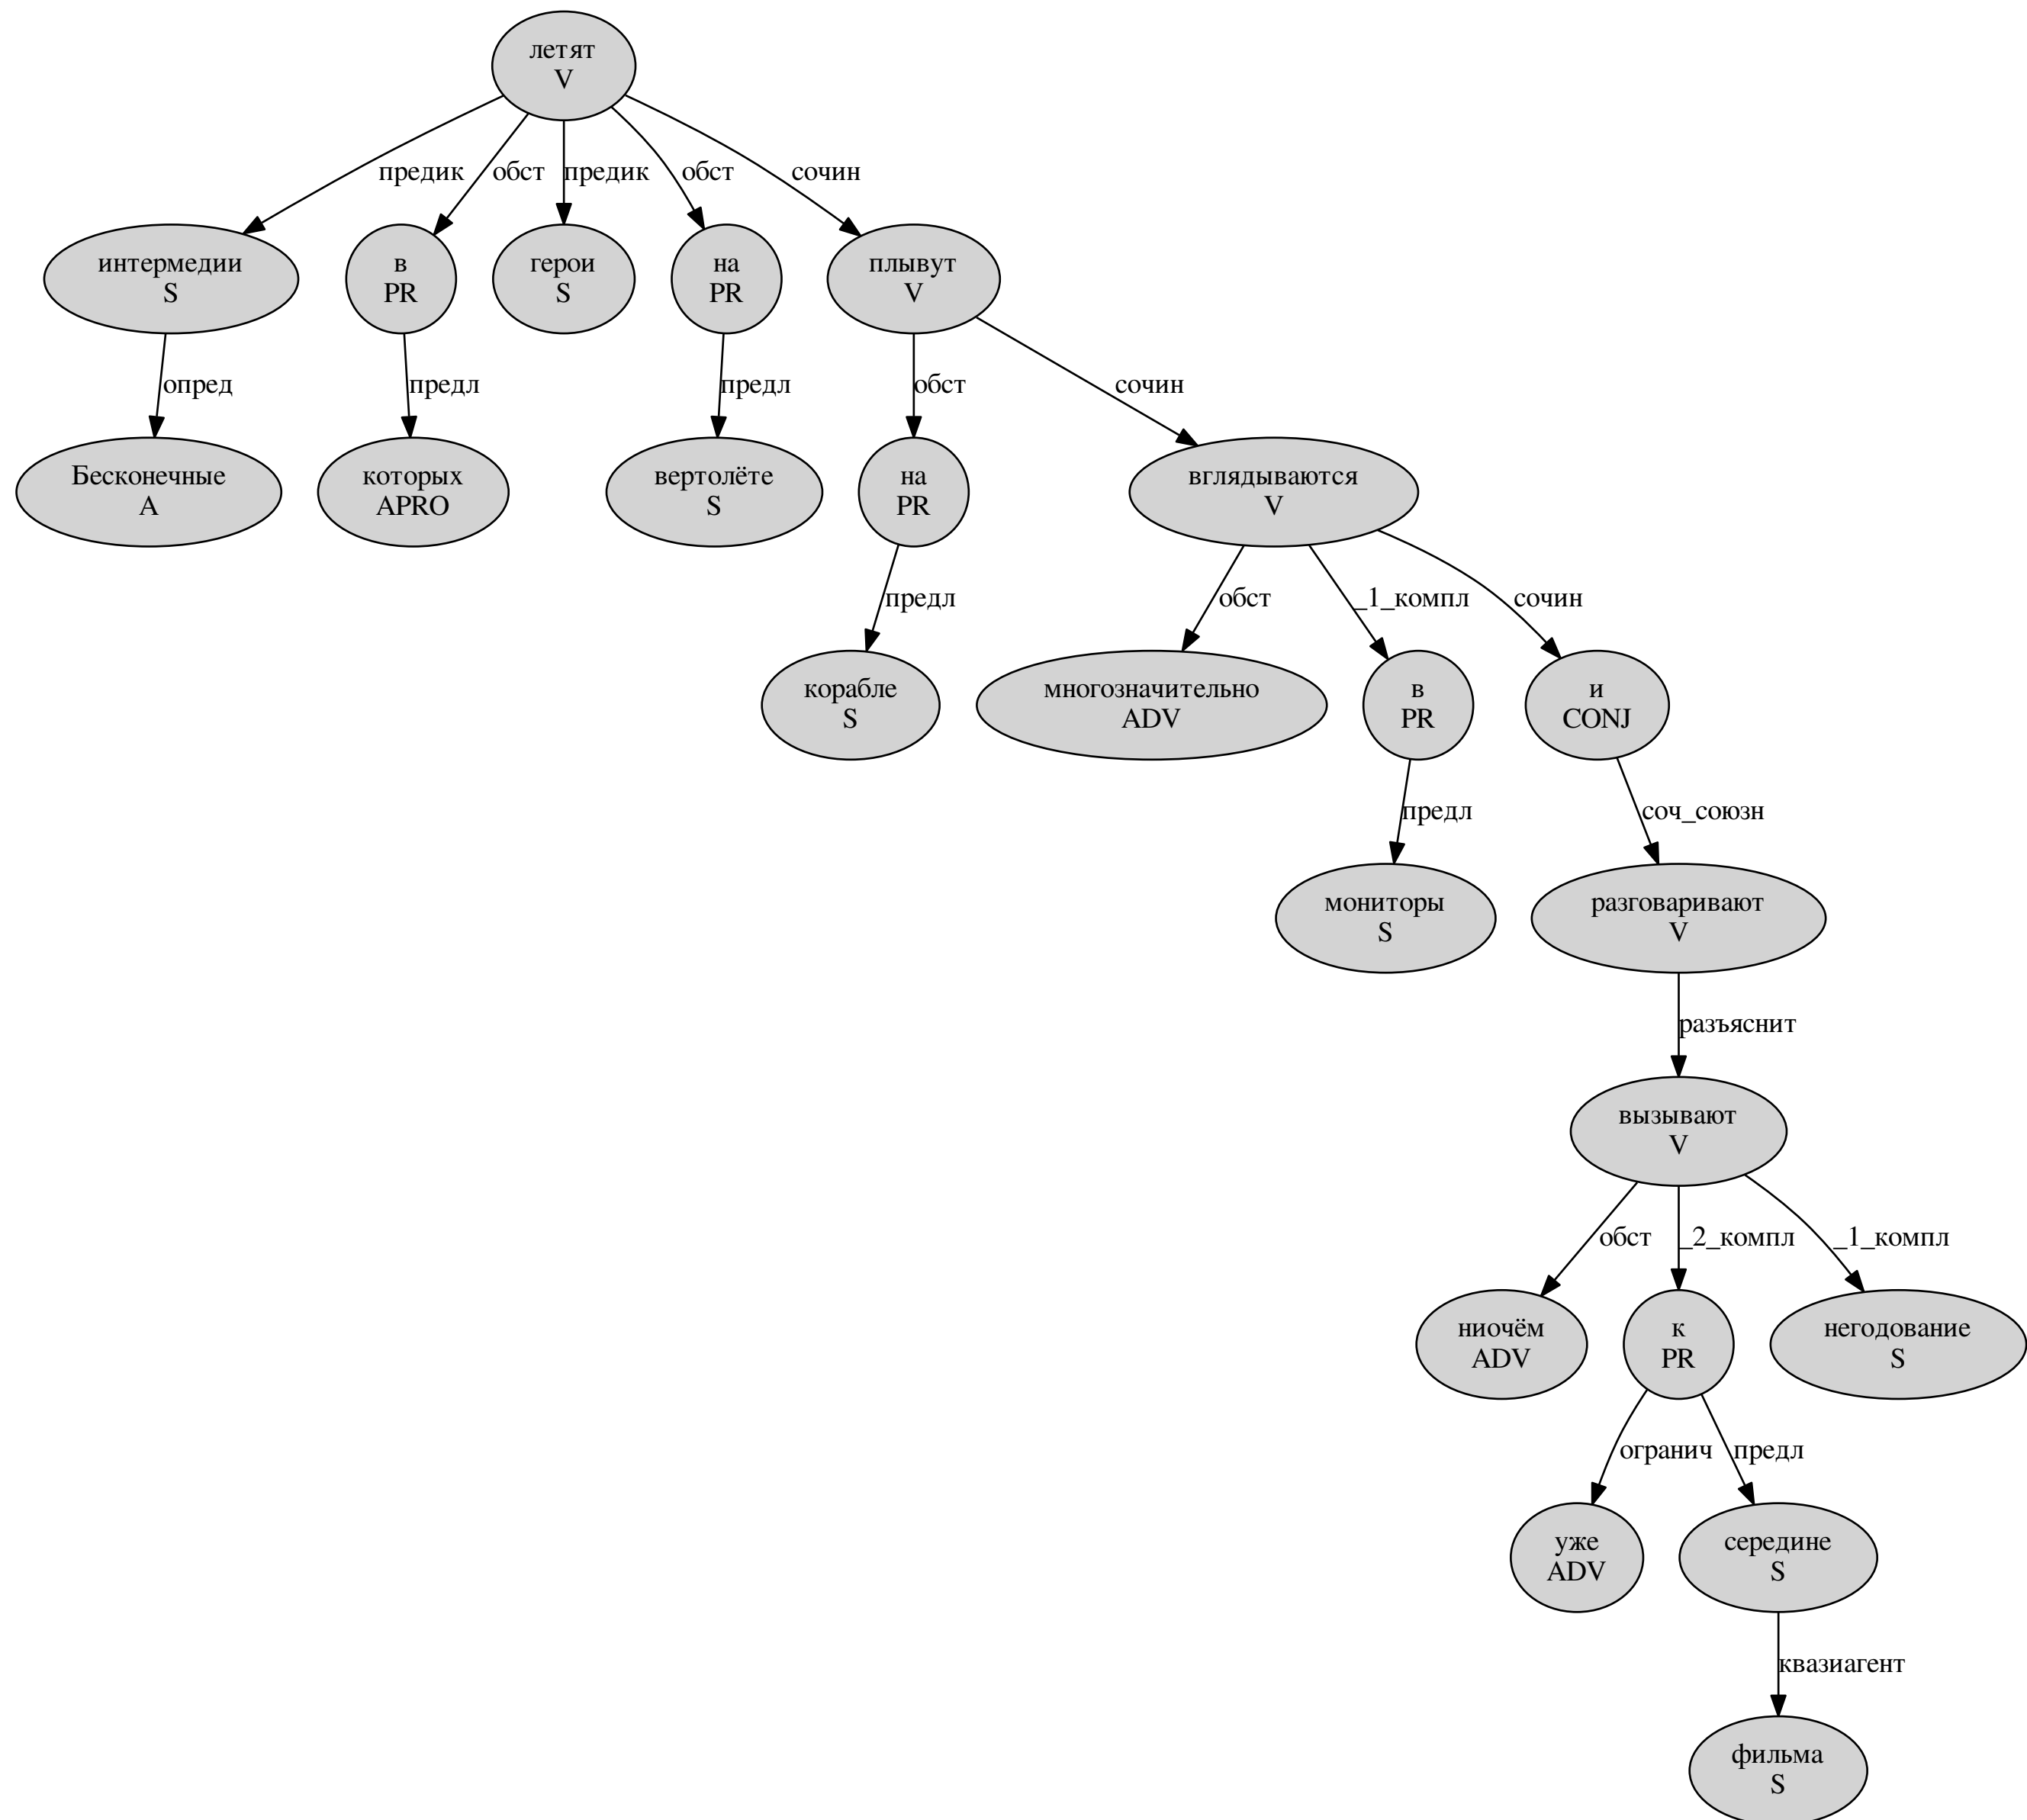 летят
V
предик
обст
предик
обст
сочин
интермедии
S
в
PR
герои
S
на
PR
плывут
V
опред
предл
предл
обст
сочин
Бесконечные
A
которых
APRO
вертолёте
S
на
PR
вглядываются
V
предл
обст
_1_компл
сочин
корабле
S
многозначительно
ADV
в
PR
и
CONJ
предл
соч_союзн
мониторы
S
разговаривают
V
разъяснит
вызывают
V
обст
_2_компл
_1_компл
ниочём
ADV
к
PR
негодование
S
огранич
предл
уже
ADV
середине
S
квазиагент
фильма
S